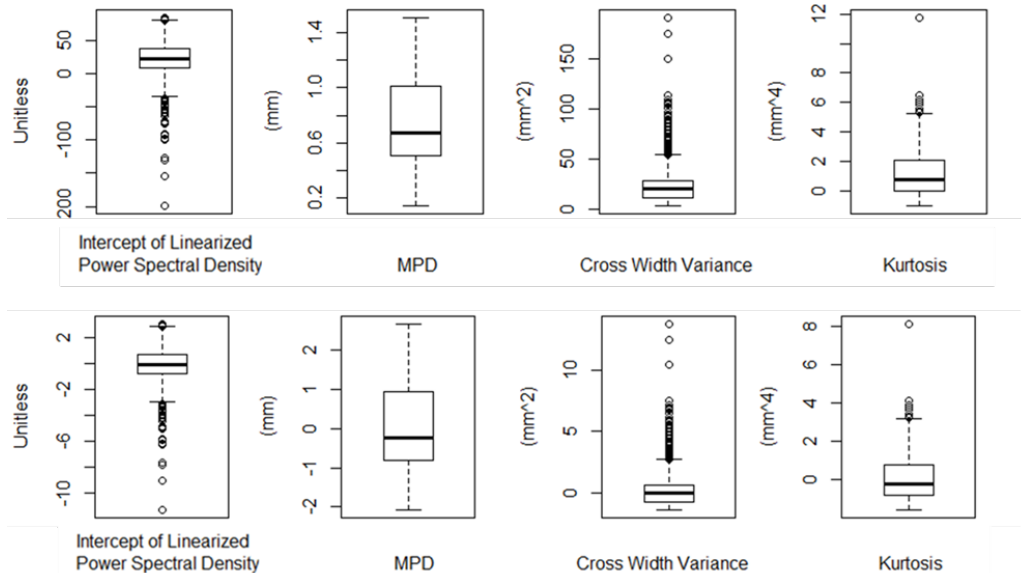 Unitless
50
0
-100
200
(mm)
1.4
1.0
0.6
0.2
(mm^2)
150
100
50
0
(mm^4)
12
8
6
4
2
0
Intercept of Linearized
Power Spectral Density
MPD
Cross Width Variance
Kurtosis
Unitless
2
-2
-6
-10
(mm)
2
1
0
-1
-2
(mm^2)
10
5
0
(mm^4)
8
6
4
2
0
Intercept of Linearized
Power Spectral Density
MPD
Cross Width Variance
Kurtosis